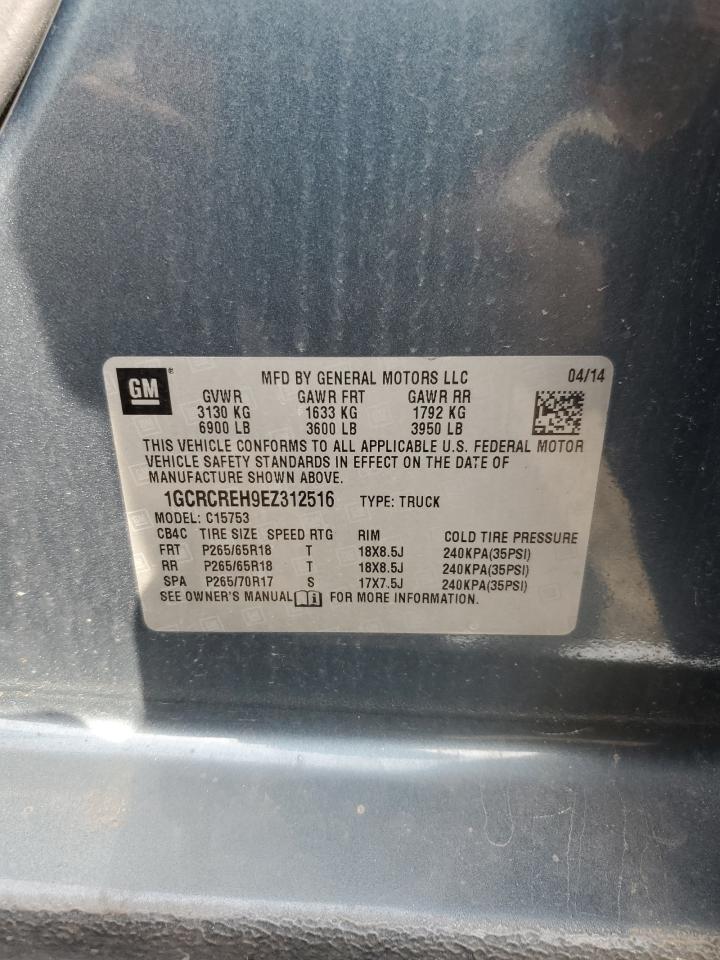 GM® MFD BY GENERAL MOTORS LLC 04/14
GVWR GAWR FRT GAWR RR
3130 KG 1633 KG 1792 KG
6900 LB 3600 LB 3950 LB
THIS VEHICLE CONFORMS TO ALL APPLICABLE U.S. FEDERAL MOTOR
VEHICLE SAFETY STANDARDS IN EFFECT ON THE DATE OF
MANUFACTURE SHOWN ABOVE.
1GCRCREH9EZ312516 TYPE: TRUCK
MODEL: C15753
CB4C TIRE SIZE SPEED RTG RIM COLD TIRE PRESSURE
FRT P265/65R18 T 18X8.5J 240KPA(35PSI)
RR P265/65R18 T 18X8.5J 240KPA(35PSI)
SPA P265/70R17 S 17X7.5J 240KPA(35PSI)
SEE OWNER'S MANUAL FOR MORE INFORMATION.